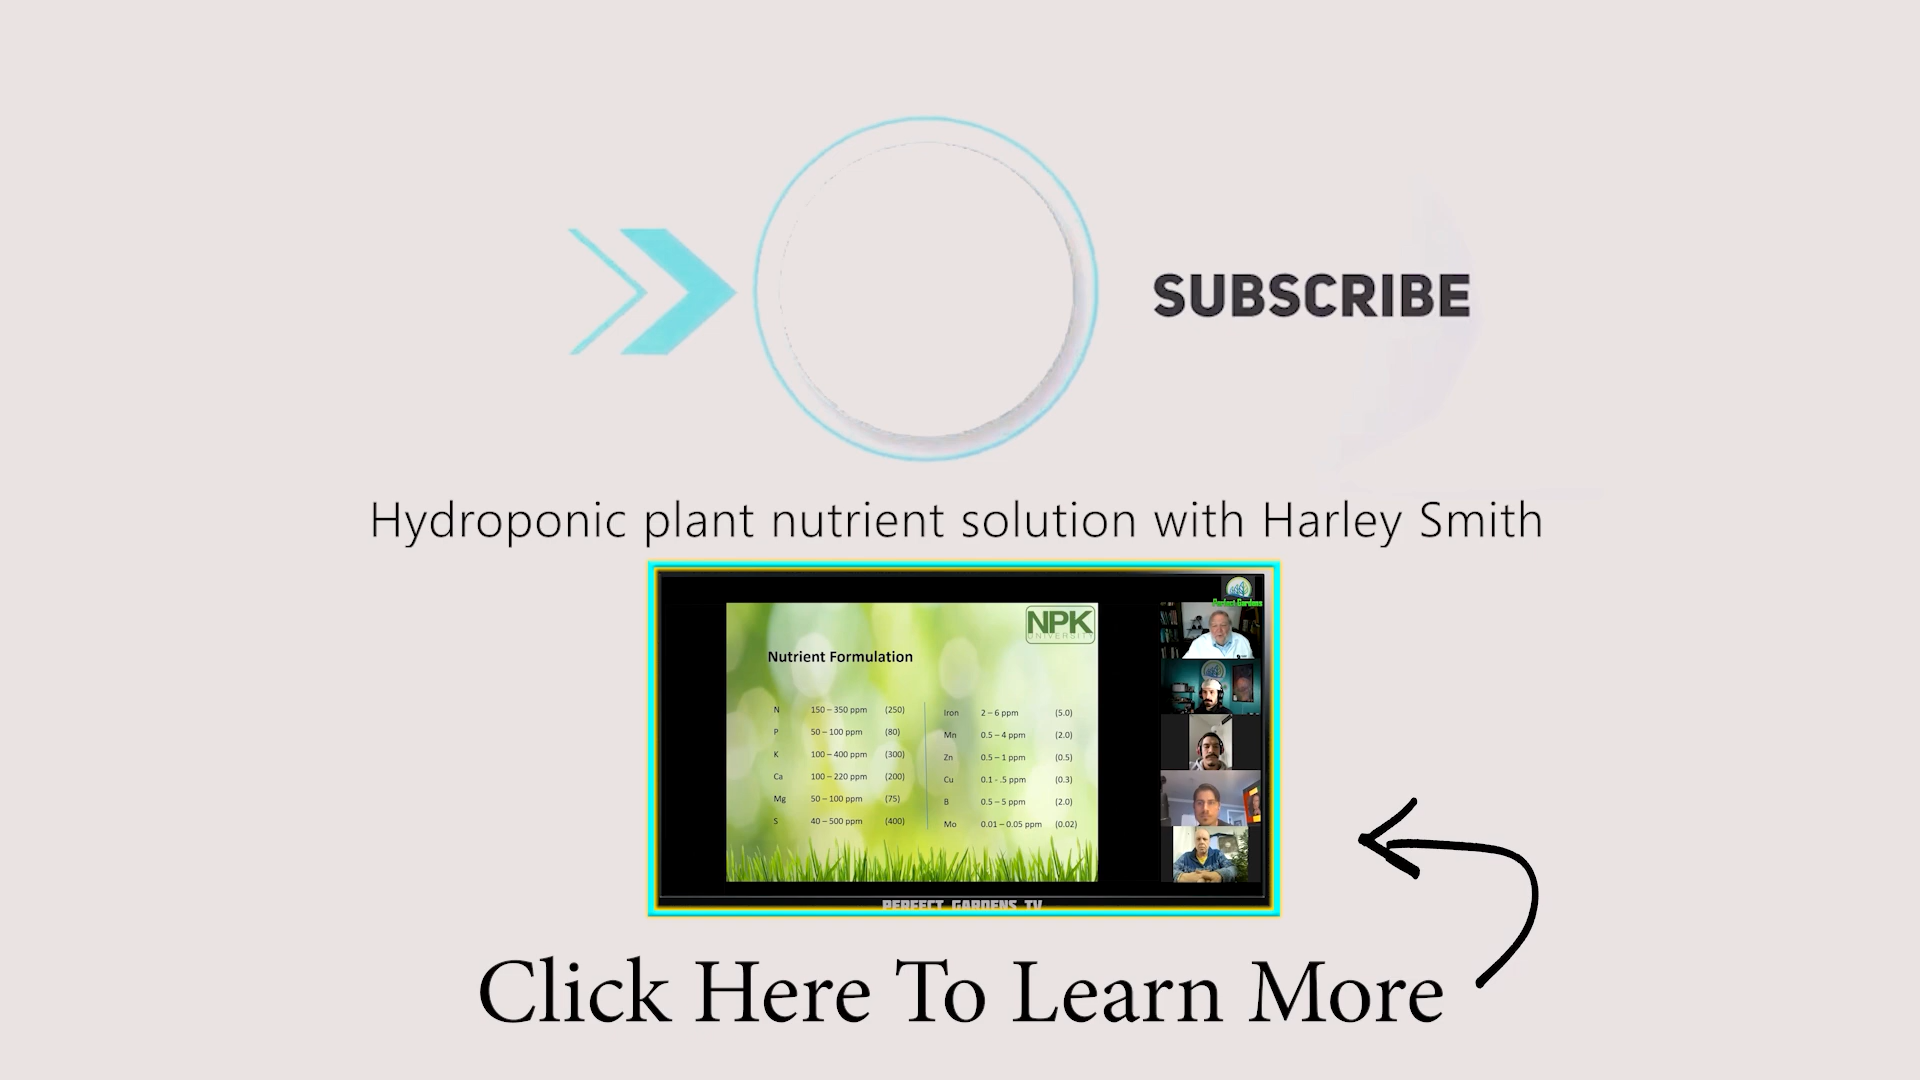 SUBSCRIBE
Hydroponic plant nutrient solution with Harley Smith
Perfect Gardens
NPK
UNIVERSITY
Nutrient Formulation
N 150 – 350 ppm (250)
P 50 – 100 ppm (80)
K 100 – 400 ppm (300)
Ca 100 – 220 ppm (200)
Mg 50 – 100 ppm (75)
S 40 – 500 ppm (400)
Iron 2 – 6 ppm (5.0)
Mn 0.5 – 4 ppm (2.0)
Zn 0.5 – 1 ppm (0.5)
Cu 0.1 - .5 ppm (0.3)
B 0.5 – 5 ppm (2.0)
Mo 0.01 – 0.05 ppm (0.02)
PERFECT GARDENS TV
Click Here To Learn More